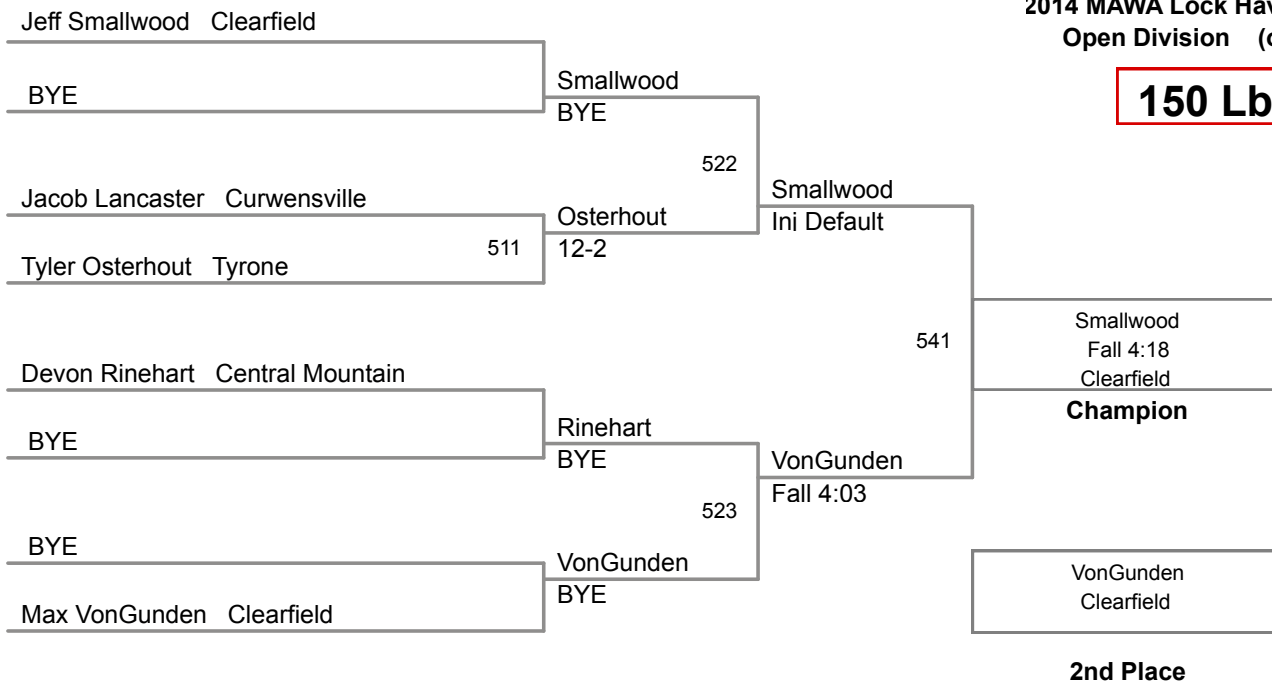 2014 MAWA Lock
Open Division
150 Lb
Jeff Smallwood Clearfield
BYE
Smallwood
BYE
522
Jacob Lancaster Curwensville
511
Tyler Osterhout Tyrone
Osterhout
12-2
Smallwood
Inj Default
541
Devon Rinehart Central Mountain
BYE
Rinehart
BYE
523
BYE
Max VonGunden Clearfield
VonGunden
BYE
VonGunden
Fall 4:03
Smallwood
Fall 4:18
Clearfield
Champion
VonGunden
Clearfield
2nd Place